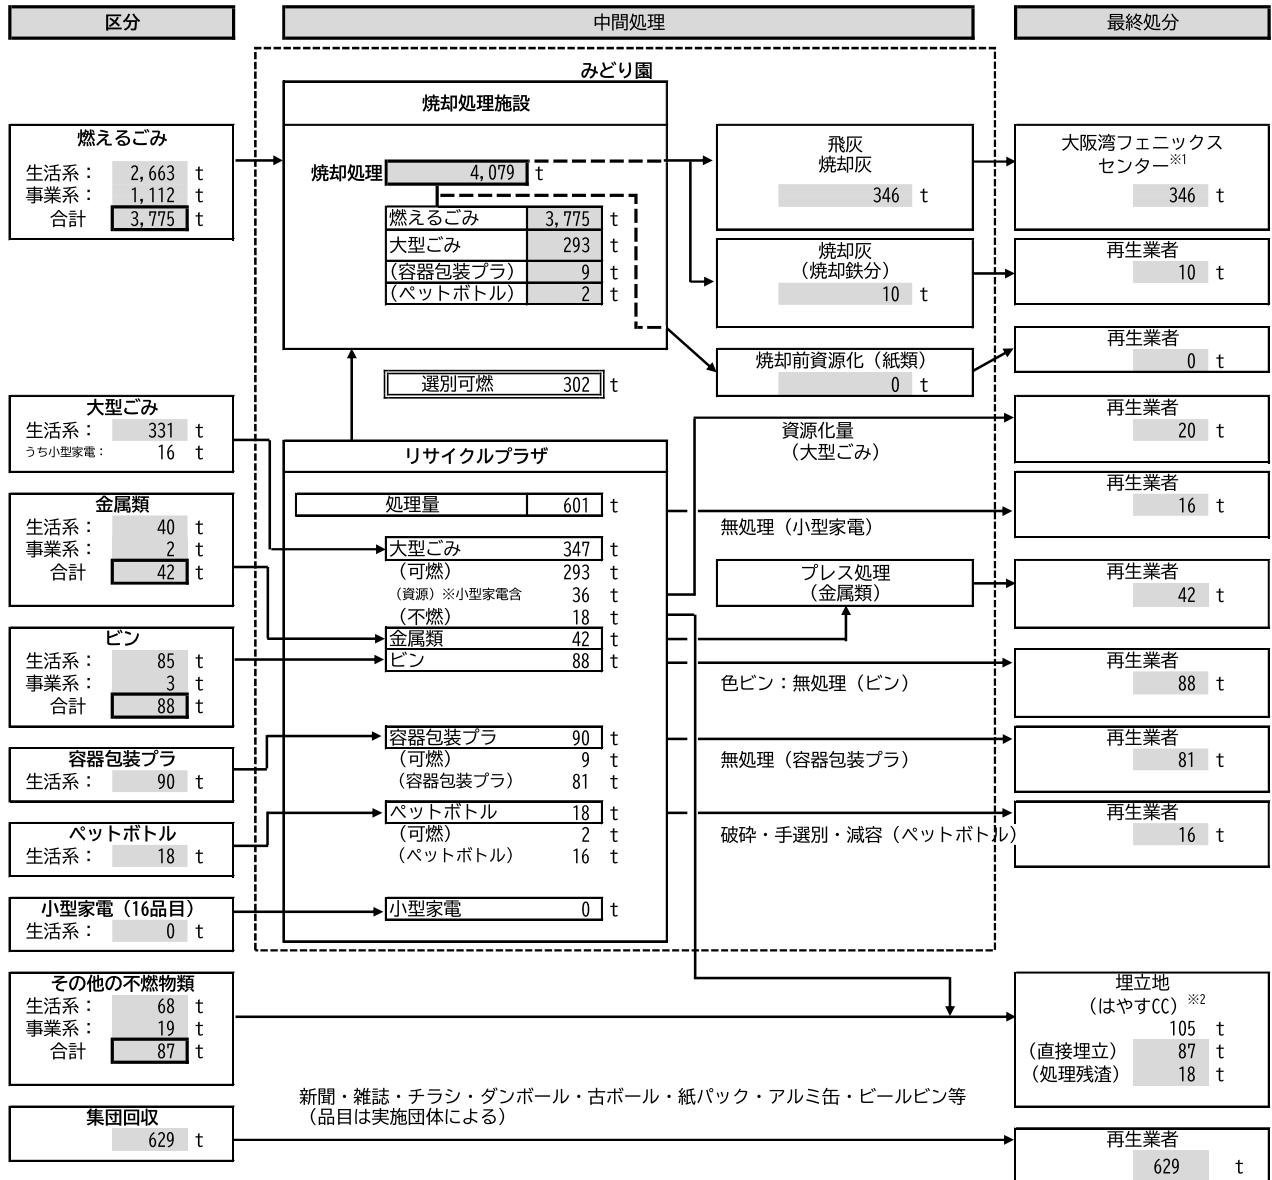 区分
中間処理
最終処分
みどり園
焼却処理施設
燃えるごみ
生活系： 2,663 t
事業系： 1,112 t
合計 3,775 t
焼却処理 4,079 t
燃えるごみ 3,775 t
大型ごみ 293 t
（容器包装プラ） 9 t
（ペットボトル） 2 t
飛灰
焼却灰
346 t
大阪湾フェニックス
センター※1
346 t
焼却灰
（焼却鉄分）
10 t
再生業者
10 t
焼却前資源化（紙類）
0 t
再生業者
0 t
選別可燃 302 t
大型ごみ
生活系： 331 t
うち小型家電： 16 t
リサイクルプラザ
処理量 601 t
資源化量
（大型ごみ）
再生業者
20 t
金属類
生活系： 40 t
事業系： 2 t
合計 42 t
大型ごみ 347 t
（可燃） 293 t
（資源）※小型家電含 36 t
（不燃） 18 t
金属類 42 t
ビン 88 t
無処理（小型家電）
再生業者
16 t
プレス処理
（金属類）
再生業者
42 t
ビン
生活系： 85 t
事業系： 3 t
合計 88 t
色ビン：無処理（ビン）
再生業者
88 t
容器包装プラ
生活系： 90 t
容器包装プラ 90 t
（可燃） 9 t
（容器包装プラ） 81 t
無処理（容器包装プラ）
再生業者
81 t
ペットボトル
生活系： 18 t
ペットボトル 18 t
（可燃） 2 t
（ペットボトル） 16 t
破砕・手選別・減容（ペットボトル）
再生業者
16 t
小型家電（16品目）
生活系： 0 t
小型家電 0 t
その他の不燃物類
生活系： 68 t
事業系： 19 t
合計 87 t
埋立地
（はやすCC）※2
105 t
（直接埋立） 87 t
（処理残渣） 18 t
新聞・雑誌・チラシ・ダンボール・古ボール・紙パック・アルミ缶・ビールビン等
（品目は実施団体による）
集団回収
629 t
再生業者
629 t